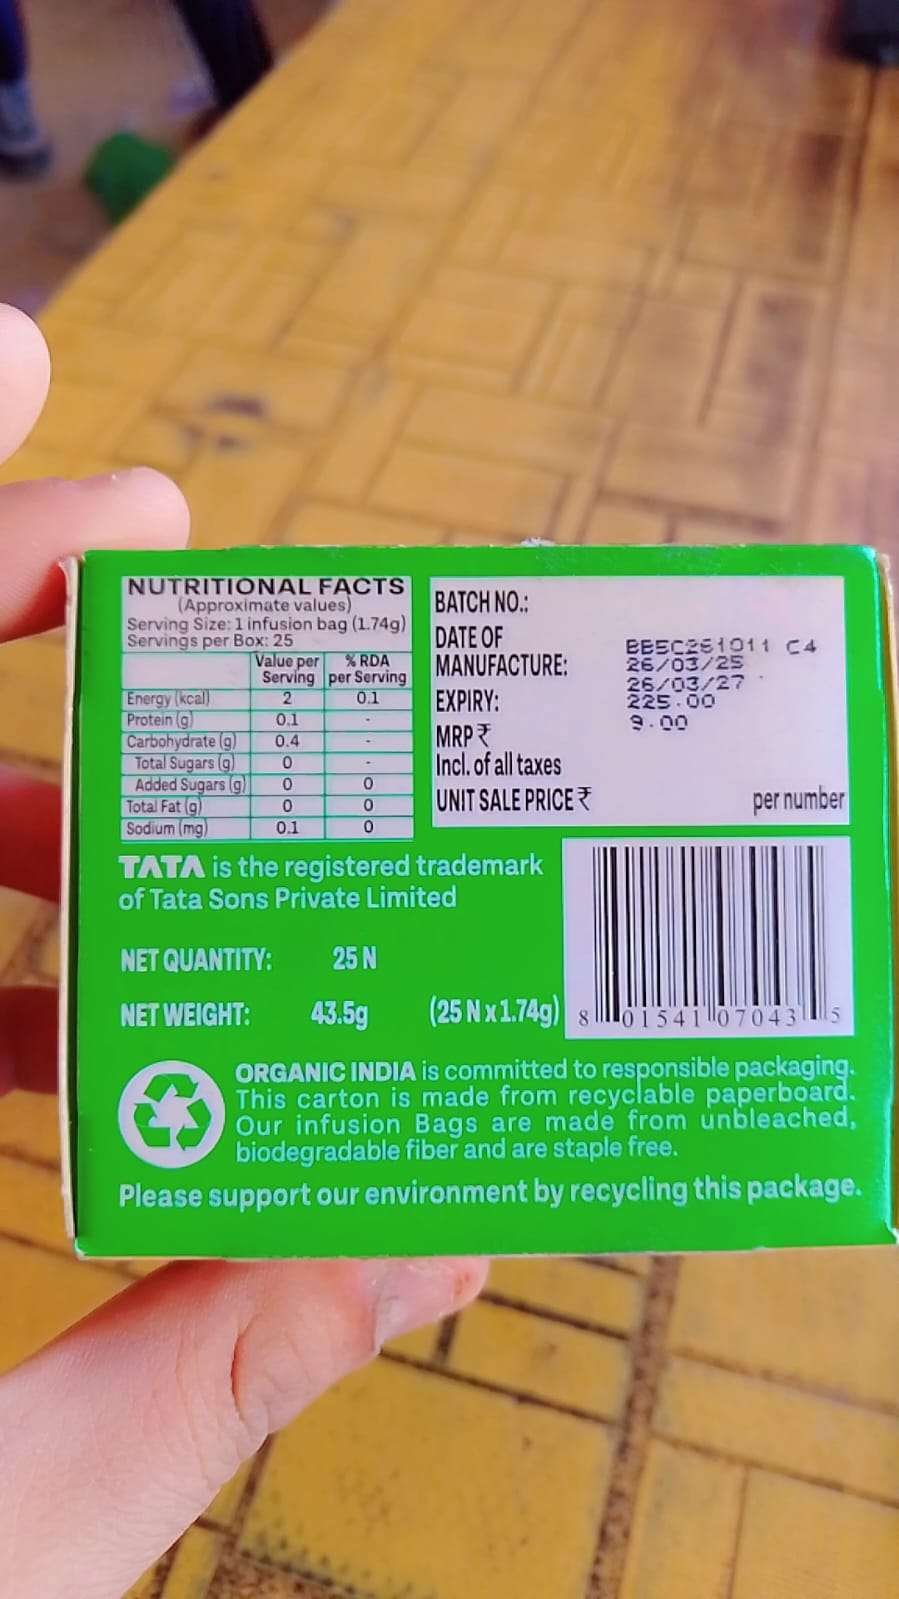 NUTRITIONAL FACTS
(Approximate values)
Serving Size: 1 infusion bag (1.74g)
Servings per Box: 25
Value per Serving % RDA per Serving
Energy (kcal) 2 0.1
Protein (g) 0.1 -
Carbohydrate (g) 0.4 -
Total Sugars (g) 0 -
Added Sugars (g) 0 0
Total Fat (g) 0 0
Sodium (mg) 0.1 0
BATCH NO.:
DATE OF
MANUFACTURE:
EXPIRY:
MRP ₹
Incl. of all taxes
UNIT SALE PRICE ₹ per number
C4
26/03/25
26/03/27
225.00
9.00
TATA is the registered trademark
of Tata Sons Private Limited
NET QUANTITY: 25 N
NET WEIGHT: 43.5g (25 N x 1.74g)
8 01541 07043 5
ORGANIC INDIA is committed to responsible packaging.
This carton is made from recyclable paperboard.
Our infusion Bags are made from unbleached,
biodegradable fiber and are staple free.
Please support our environment by recycling this package.